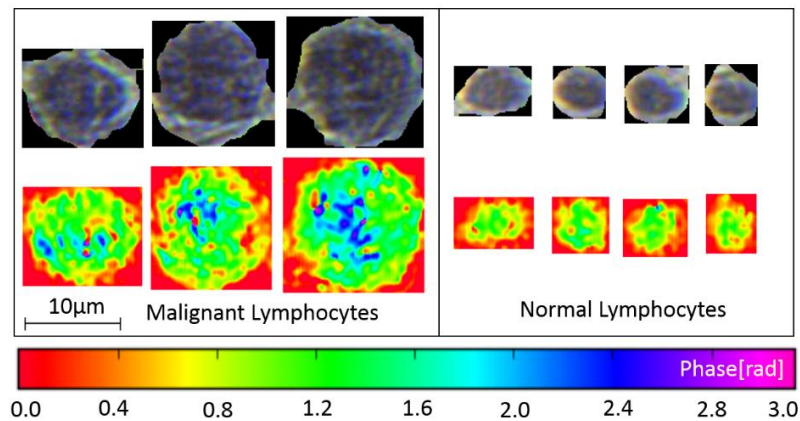 10μm
Malignant Lymphocytes
Normal Lymphocytes
Phase[rad]
0.0 0.4 0.8 1.2 1.6 2.0 2.4 2.8 3.0